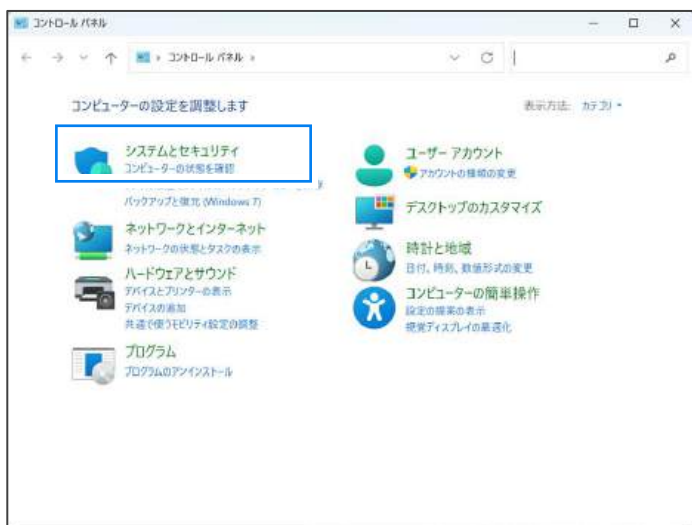 コントロール パネル
コントロール パネル
コンピューターの設定を調整します
表示方法: カテゴリ
システムとセキュリティ
コンピューターの状態を確認
バックアップと復元 (Windows 7)
ネットワークとインターネット
ネットワークの状態とタスクの表示
ハードウェアとサウンド
デバイスとプリンターの表示
デバイスの追加
共通で使うモビリティ設定の調整
プログラム
プログラムのアンインストール
ユーザー アカウント
アカウントの種類の変更
デスクトップのカスタマイズ
時計と地域
日付、時刻、数値形式の変更
コンピューターの簡単操作
設定の提案の表示
視覚ディスプレイの最適化